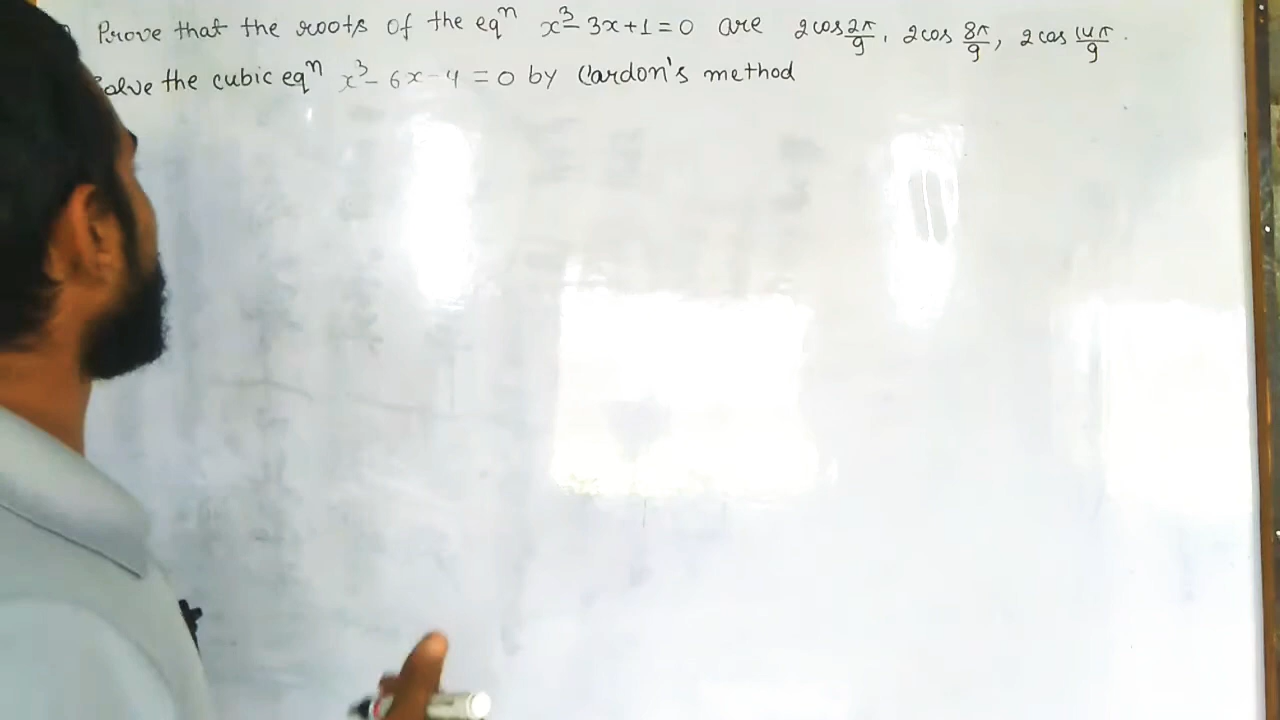 Prove that the roots of the eqⁿ x³ - 3x + 1 = 0 are 2cos 2π/9, 2cos 8π/9, 2cos 14π/9.
Solve the cubic eqⁿ x³ - 6x - 4 = 0 by Cardon's method